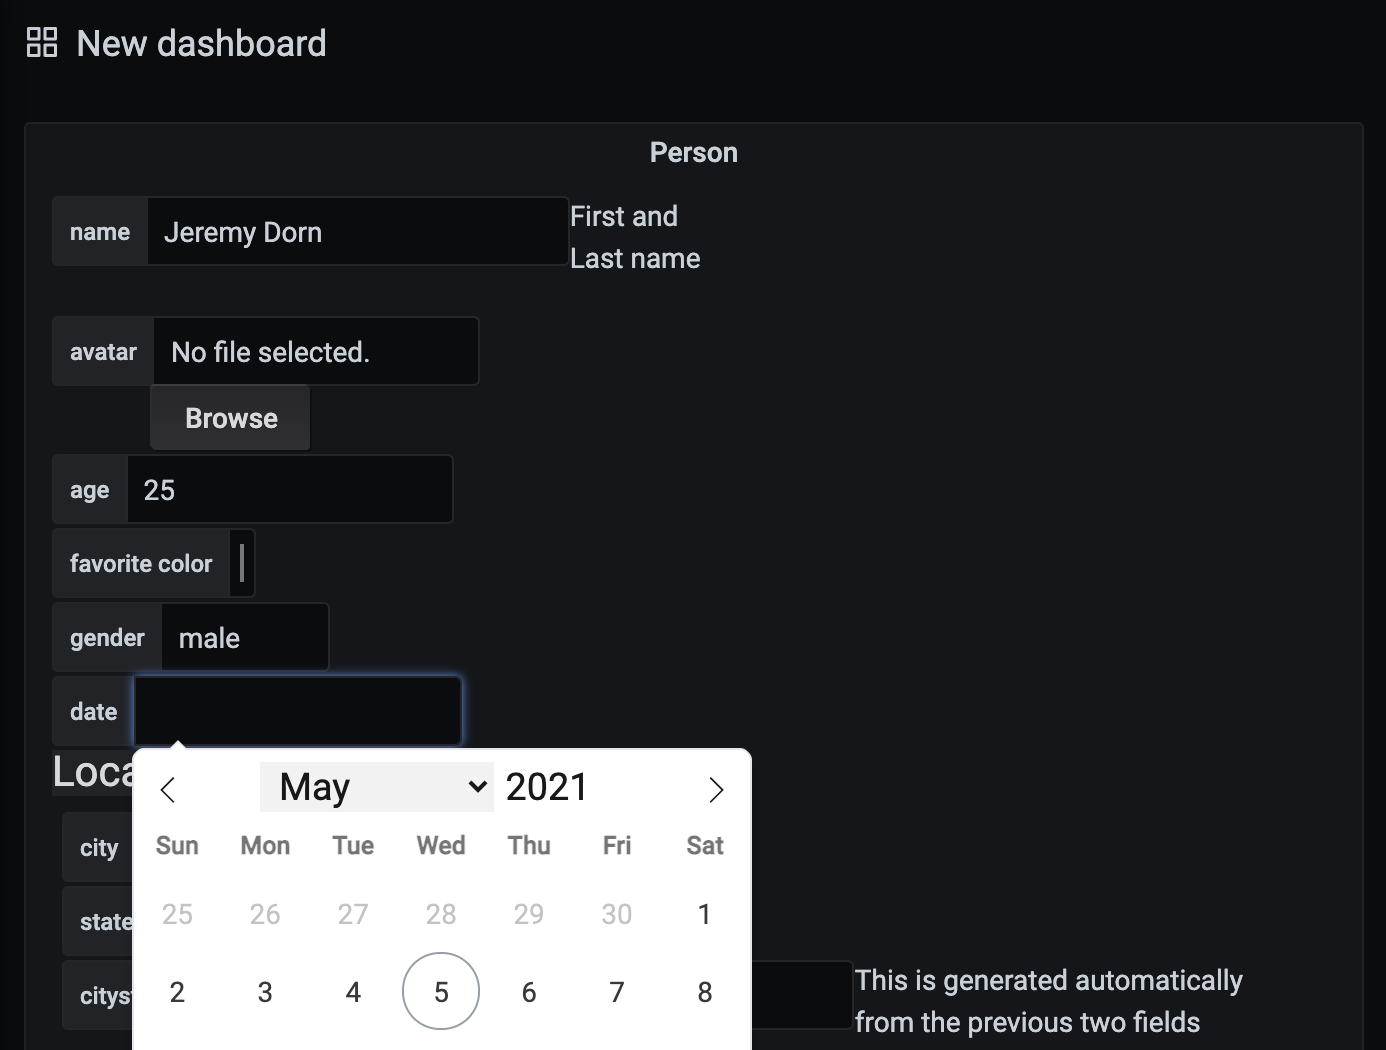 New dashboard
Person
name Jeremy Dorn First and
Last name
avatar No file selected.
Browse
age 25
favorite color
gender male
date
Loca
May 2021
Sun Mon Tue Wed Thu Fri Sat
city
25 26 27 28 29 30 1
state
2 3 4 5 6 7 8
This is generated automatically
from the previous two fields